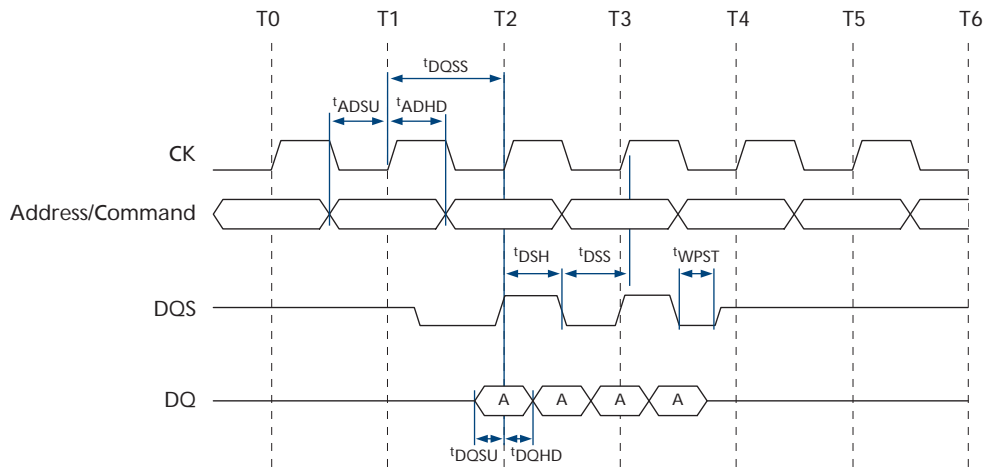 T0 T1 T2 T3 T4 T5 T6
tDQSS
tADSU tADHD
CK
Address/Command
tDSH tDSS tWPST
DQS
DQ A A A A
tDQSU tDQHD